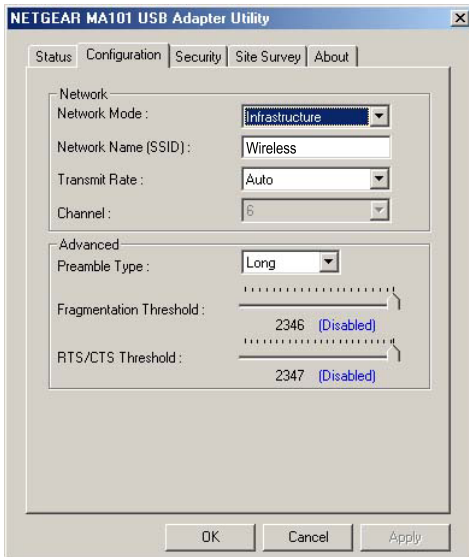 NETGEAR MA101 USB Adapter Utility
Status Configuration Security Site Survey About
Network
Network Mode : Infrastructure
Network Name (SSID) : Wireless
Transmit Rate : Auto
Channel : 6
Advanced
Preamble Type : Long
Fragmentation Threshold :
2346 (Disabled)
RTS/CTS Threshold :
2347 (Disabled)
OK Cancel Apply